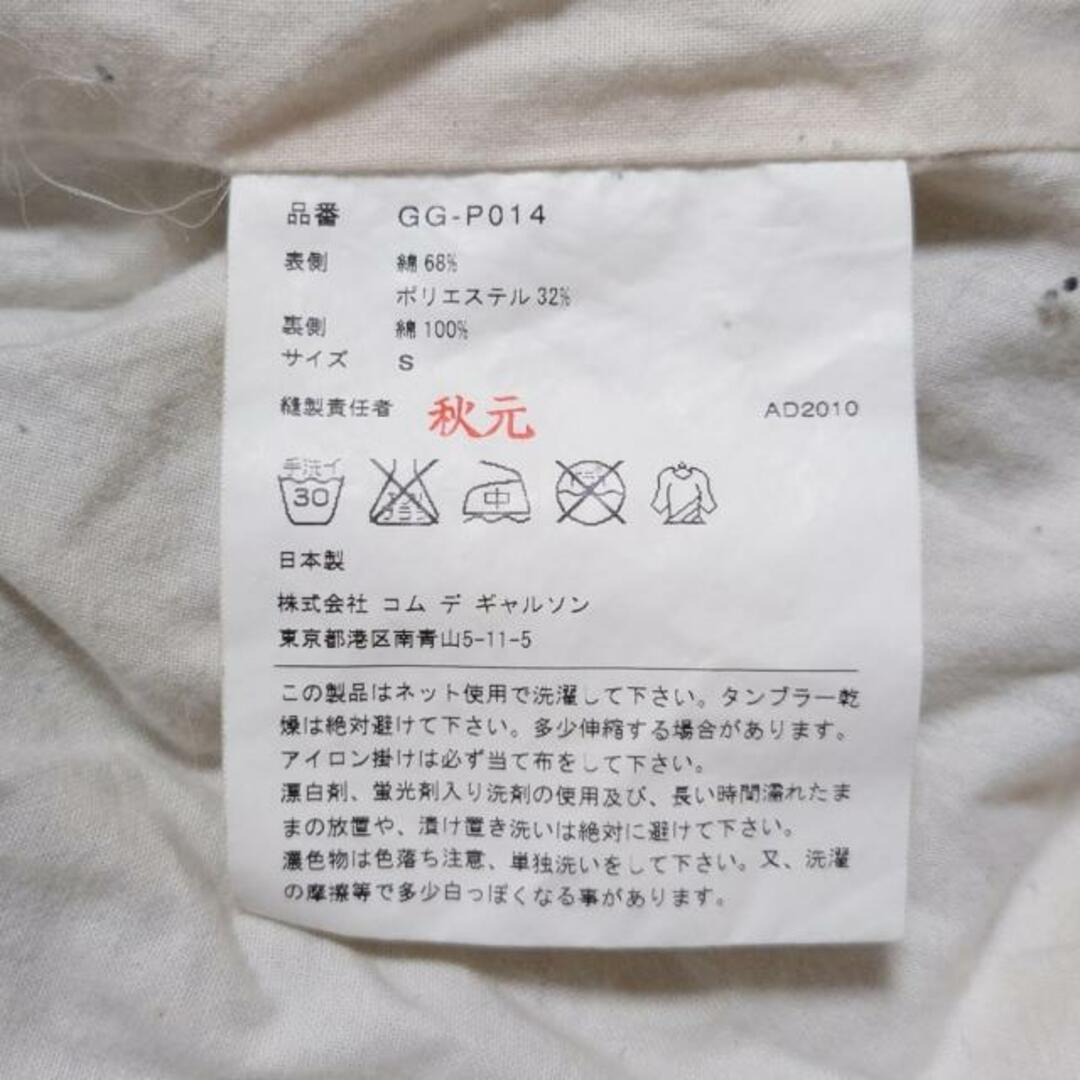 品番 GG-P014
表側 綿 68%
ポリエステル 32%
裏側 綿 100%
サイズ S
縫製責任者 秋元 AD2010
手洗イ
30 中
日本製
株式会社 コム デ ギャルソン
東京都港区南青山5-11-5
この製品はネット使用で洗濯して下さい。タンブラー乾
燥は絶対避けて下さい。多少伸縮する場合があります。
アイロン掛けは必ず当て布をして下さい。
漂白剤、蛍光剤入り洗剤の使用及び、長い時間濡れたま
まの放置や、漬け置き洗いは絶対に避けて下さい。
濃色物は色落ち注意、単独洗いをして下さい。又、洗濯
の摩擦等で多少白っぽくなる事があります。